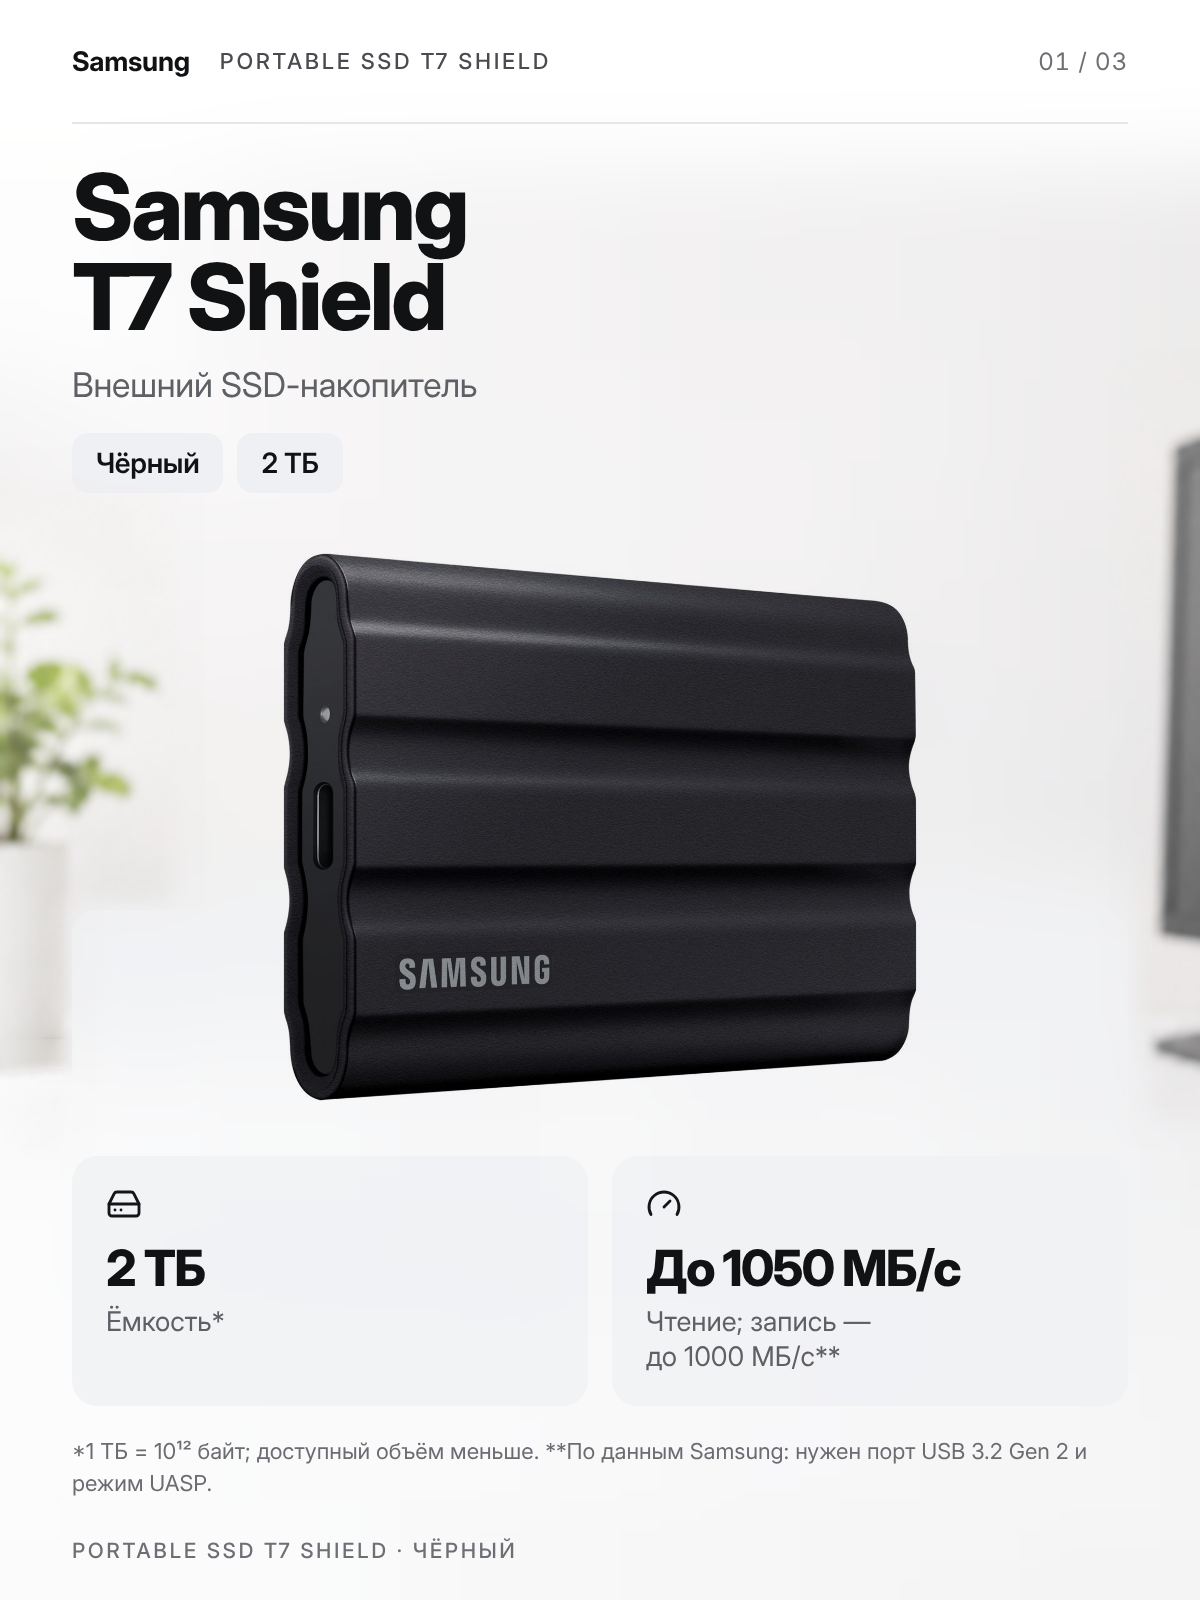 Samsung PORTABLE SSD T7 SHIELD 01 / 03
Samsung
T7 Shield
Внешний SSD-накопитель
Чёрный 2 ТБ
SAMSUNG
2 ТБ
Ёмкость*
До 1050 МБ/с
Чтение; запись —
до 1000 МБ/с**
*1 ТБ = 10¹² байт; доступный объём меньше. **По данным Samsung: нужен порт USB 3.2 Gen 2 и
режим UASP.
PORTABLE SSD T7 SHIELD · ЧЁРНЫЙ